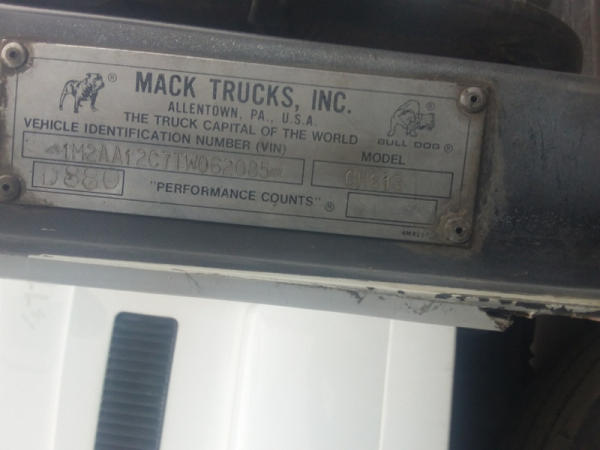 MACK TRUCKS, INC.
ALLENTOWN, PA., U.S.A.
THE TRUCK CAPITAL OF THE WORLD
VEHICLE IDENTIFICATION NUMBER (VIN)
MODEL
BULL DOG ®
1M2AA12C7TW062085
CH613
"PERFORMANCE COUNTS" ®